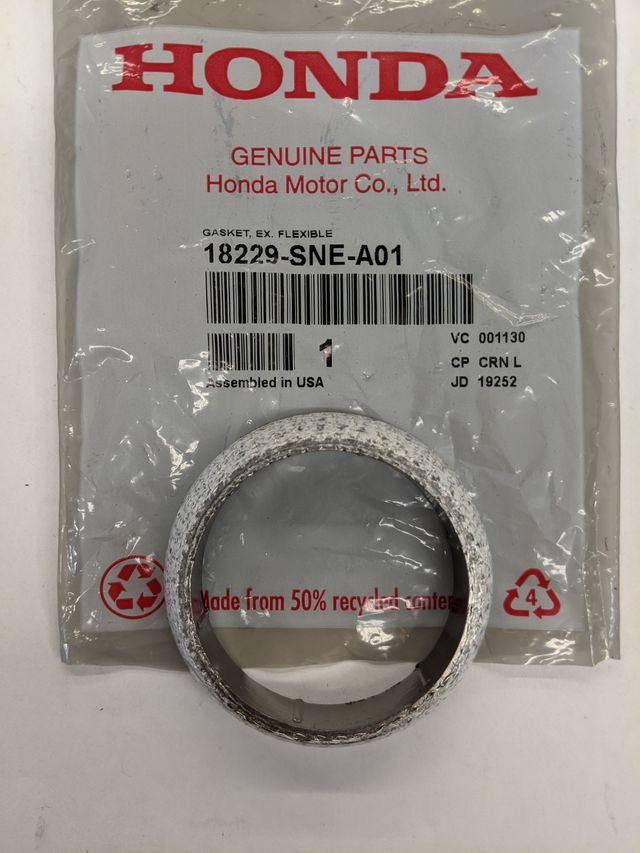 HONDA
GENUINE PARTS
Honda Motor Co., Ltd.
GASKET, EX. FLEXIBLE
18229-SNE-A01
1
VC 001130
CP CRN L
Assembled in USA
JD 19252
Made from 50% recycled content
4